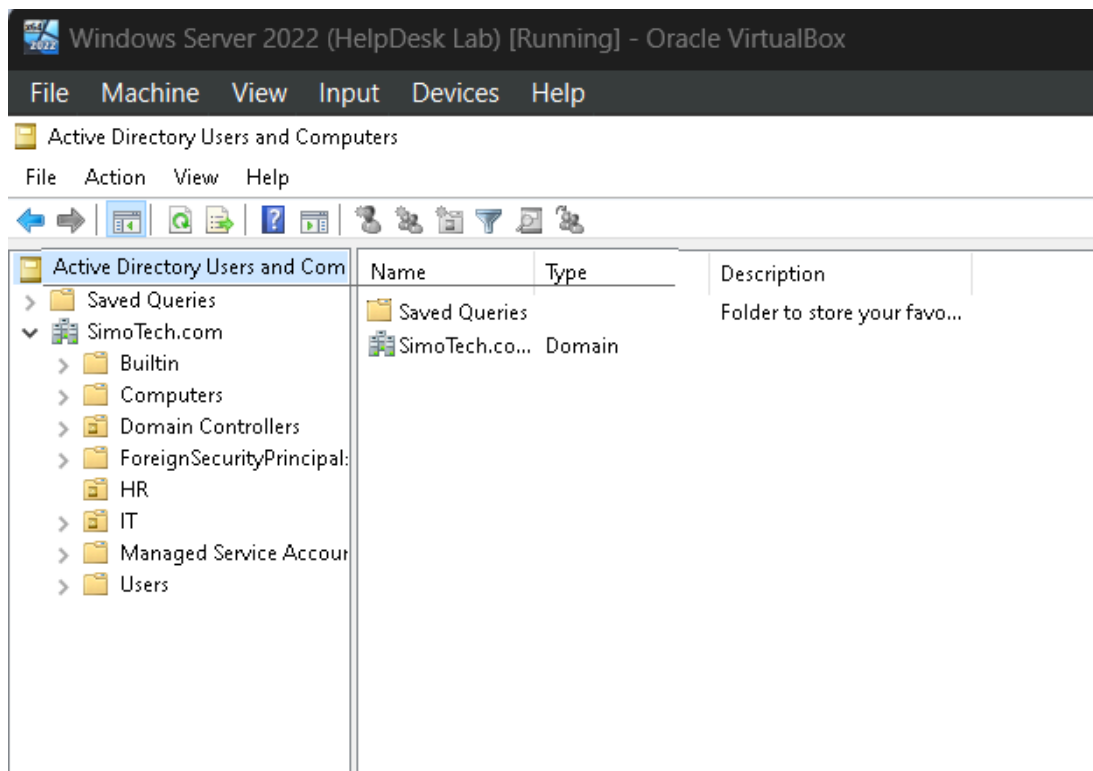 x64
2022
Windows Server 2022 (HelpDesk Lab) [Running] - Oracle VirtualBox
File Machine View Input Devices Help
Active Directory Users and Computers
File Action View Help
Active Directory Users and Com
Name Type Description
Saved Queries
SimoTech.com
Builtin
Computers
Domain Controllers
ForeignSecurityPrincipal:
HR
IT
Managed Service Accour
Users
Saved Queries Folder to store your favo...
SimoTech.co... Domain